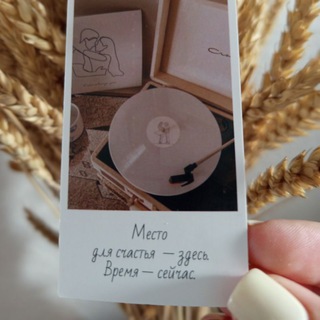 Место
для счастья — здесь.
Время — сейчас.